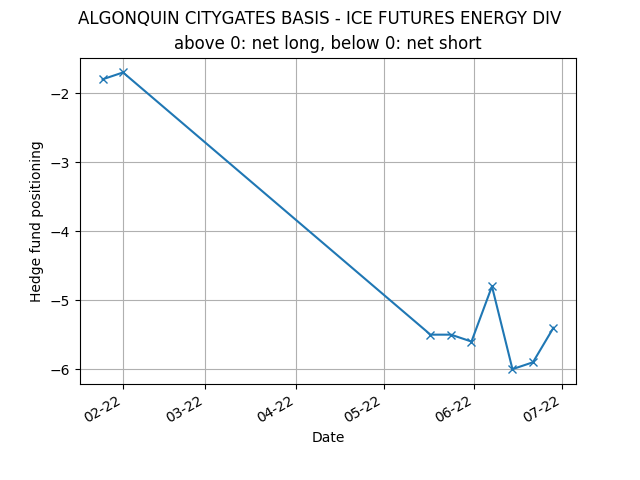 ALGONQUIN CITYGATES BASIS - ICE FUTURES ENERGY DIV
above 0: net long, below 0: net short
Hedge fund positioning
−2
−3
−4
−5
−6
02-22 03-22 04-22 05-22 06-22 07-22
Date